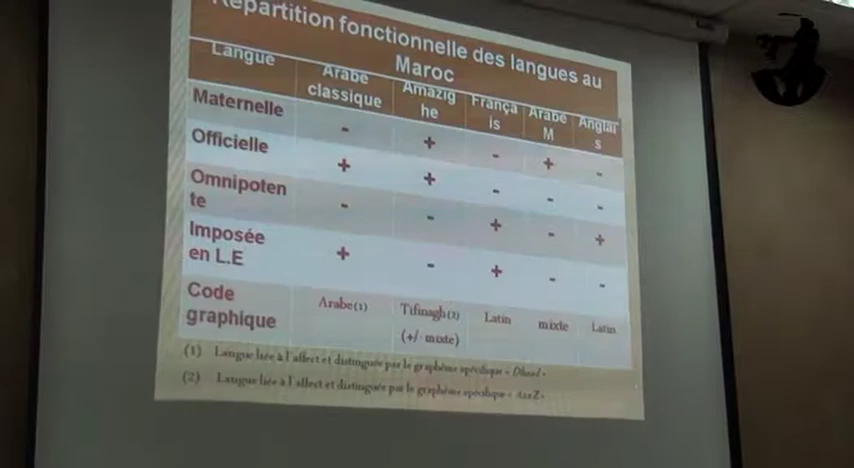 Répartition fonctionnelle des langues au
Maroc
Langue Arabe classique Amazig he França is Arabe M Anglai s
Maternelle - + - + -
Officielle + + - - -
Omnipoten te - - + - +
Imposée en L.E + - + - -
Code graphique Arabe(1) Tifinagh(2) (+/- mixte) Latin mixte Latin
(1) Langue liée à l'affect et distinguée par le graphème spécifique « Dhaad »
(2) Langue liée à l'affect et distinguée par le graphème spécifique «